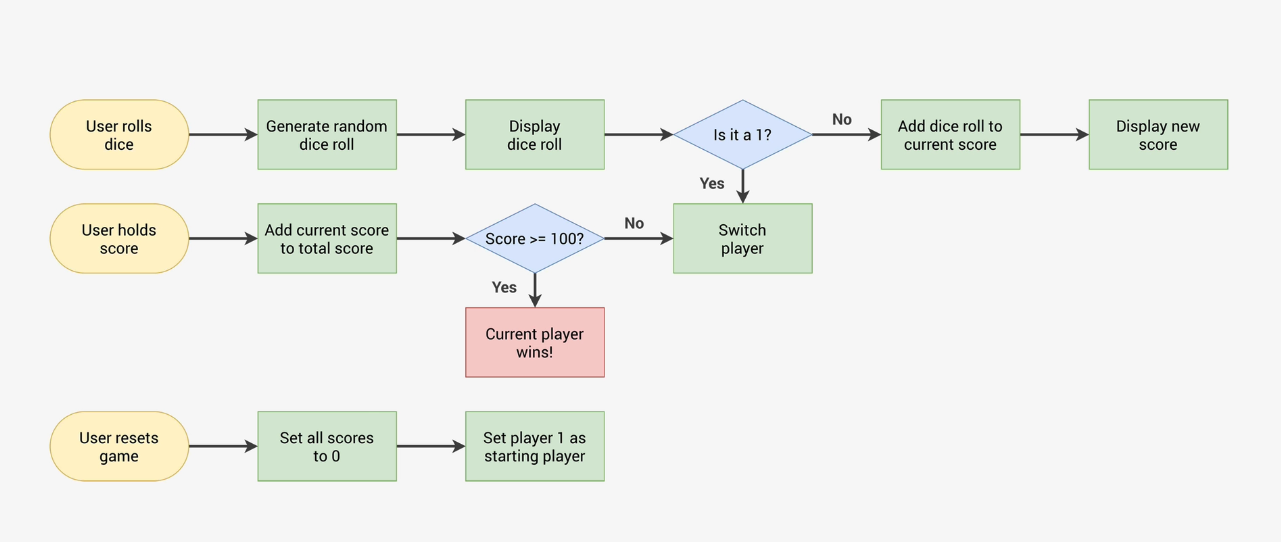 User rolls
dice
Generate random
dice roll
Display
dice roll
Is it a 1?
No
Add dice roll to
current score
Display new
score
Yes
User holds
score
Add current score
to total score
Score >= 100?
No
Switch
player
Yes
Current player
wins!
User resets
game
Set all scores
to 0
Set player 1 as
starting player